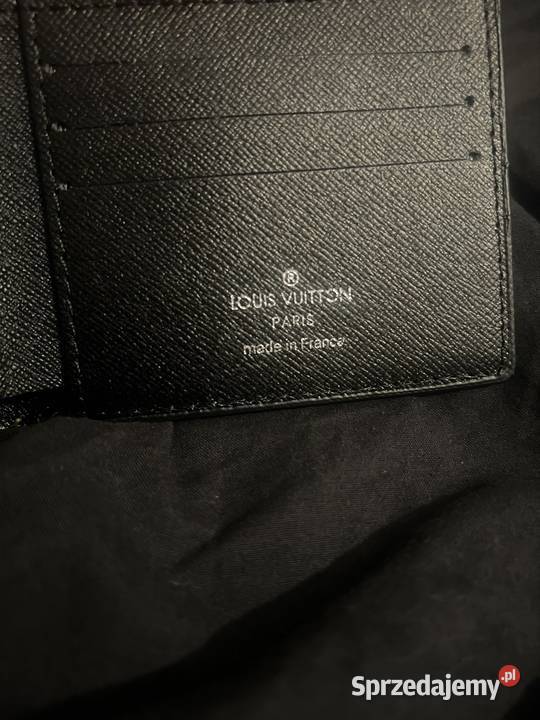 ®
LOUIS VUITTON
PARIS
made in France
Sprzedajemy.pl